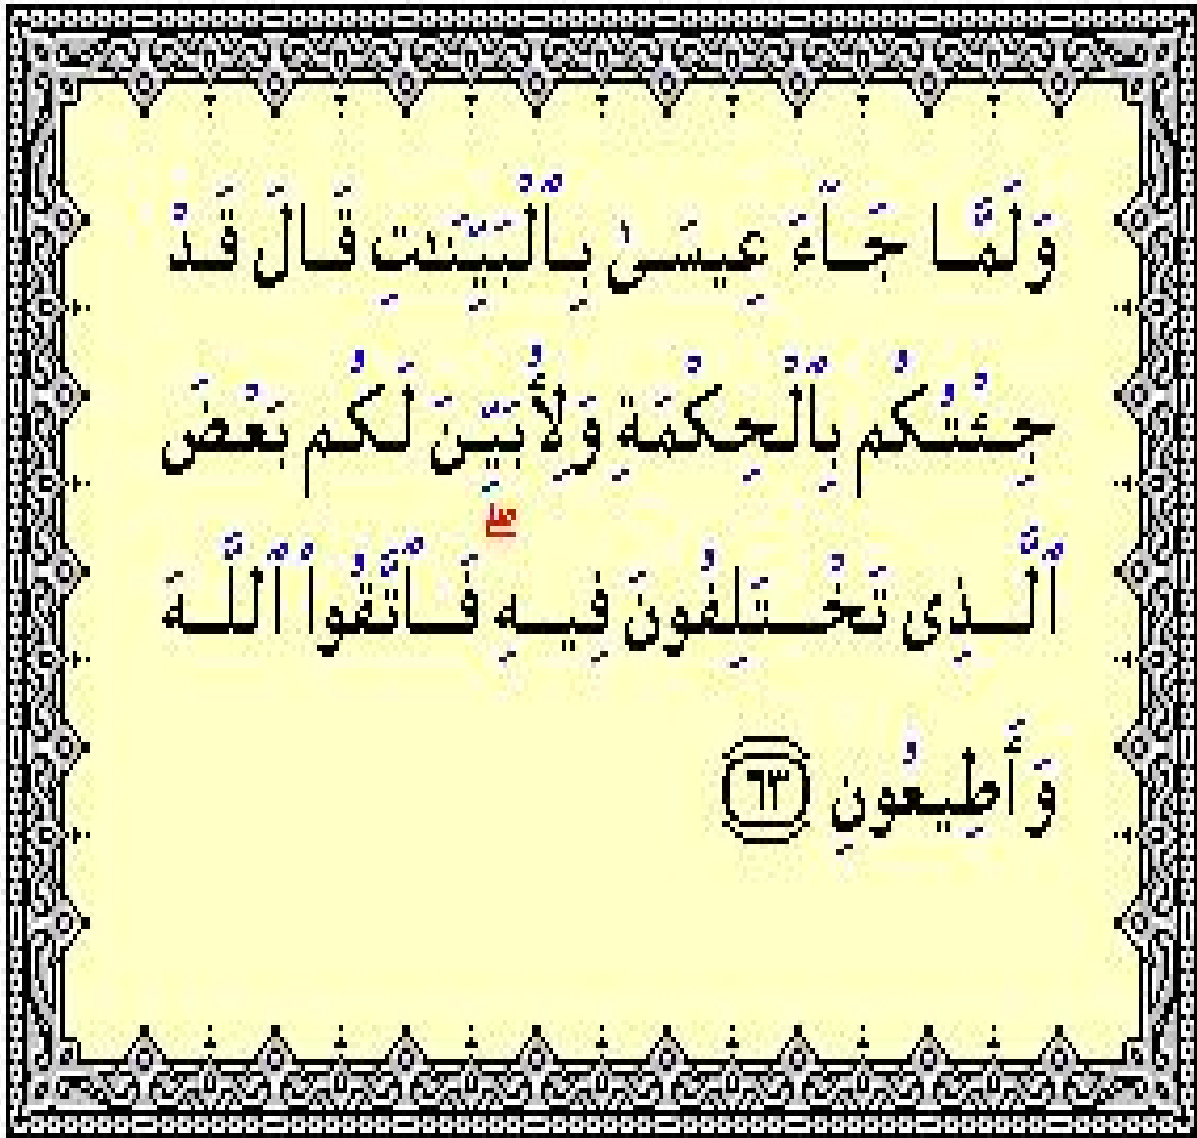 وَلَمَّا جَآءَ عِيسَىٰ بِٱلْبَيِّنَٰتِ قَالَ قَدْ
جِئْتُكُم بِٱلْحِكْمَةِ وَلِأُبَيِّنَ لَكُم بَعْضَ
ٱلَّذِى تَخْتَلِفُونَ فِيهِ فَٱتَّقُوا۟ ٱللَّهَ
وَأَطِيعُونِ ٦٣